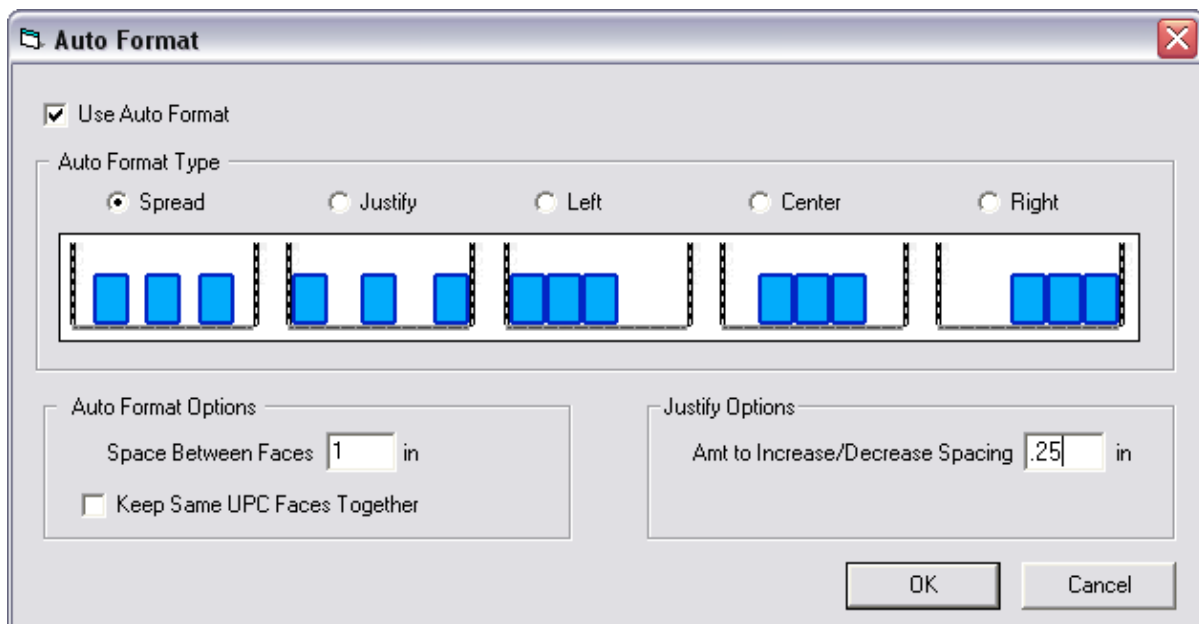 Auto Format
Use Auto Format
Auto Format Type
Spread Justify Left Center Right
Auto Format Options
Space Between Faces 1 in
Keep Same UPC Faces Together
Justify Options
Amt to Increase/Decrease Spacing .25 in
OK Cancel